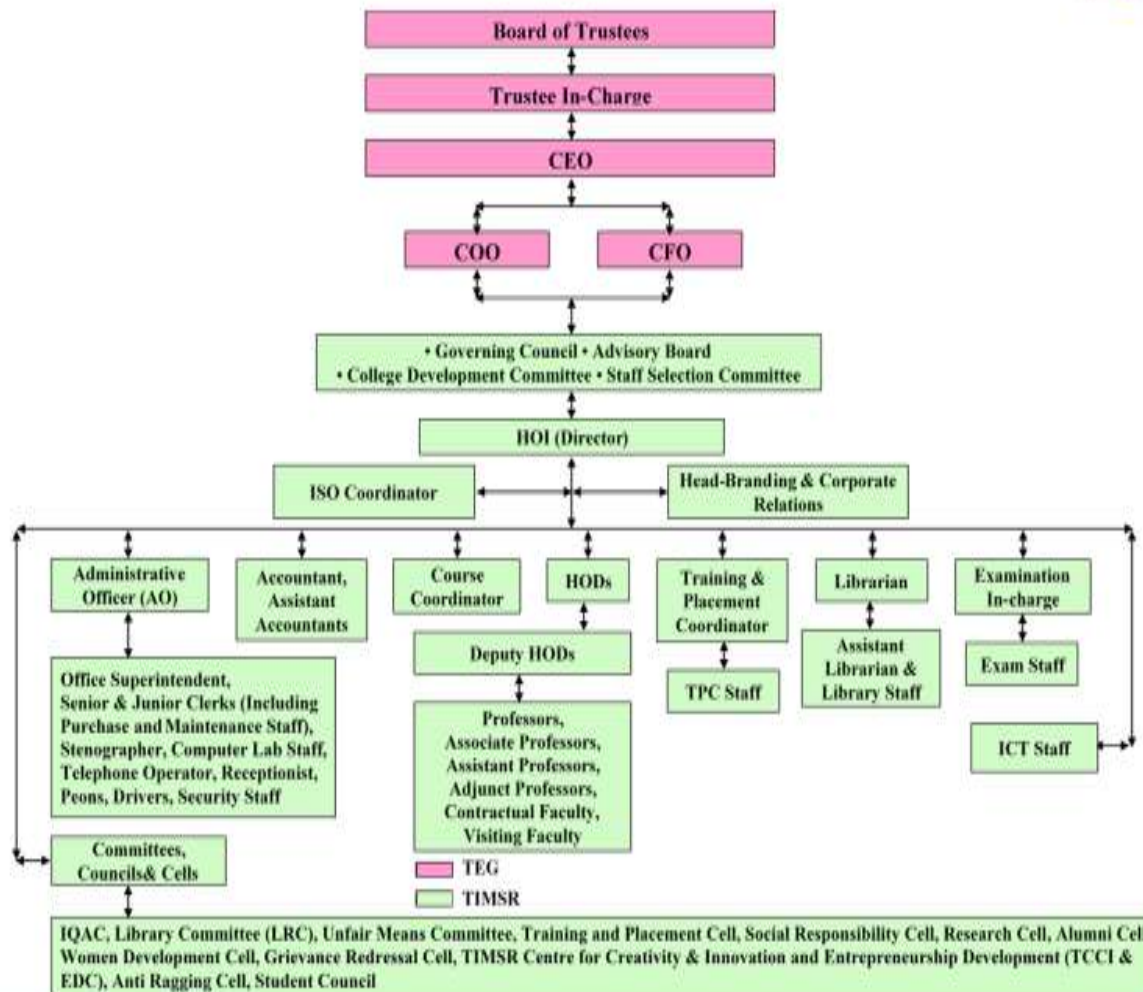 Board of Trustees
Trustee In-Charge
CEO
COO
CFO
• Governing Council • Advisory Board
• College Development Committee • Staff Selection Committee
HOI (Director)
ISO Coordinator
Head-Branding & Corporate
Relations
Administrative
Officer (AO)
Accountant,
Assistant
Accountants
Course
Coordinator
HODs
Training &
Placement
Coordinator
Librarian
Examination
In-charge
Office Superintendent,
Senior & Junior Clerks (Including
Purchase and Maintenance Staff),
Stenographer, Computer Lab Staff,
Telephone Operator, Receptionist,
Peons, Drivers, Security Staff
Deputy HODs
Professors,
Associate Professors,
Assistant Professors,
Adjunct Professors,
Contractual Faculty,
Visiting Faculty
TPC Staff
Assistant
Librarian &
Library Staff
Exam Staff
ICT Staff
Committees,
Councils& Cells
TEG
TIMSR
IQAC, Library Committee (LRC), Unfair Means Committee, Training and Placement Cell, Social Responsibility Cell, Research Cell, Alumni Cel
Women Development Cell, Grievance Redressal Cell, TIMSR Centre for Creativity & Innovation and Entrepreneurship Development (TCCI &
EDC), Anti Ragging Cell, Student Council